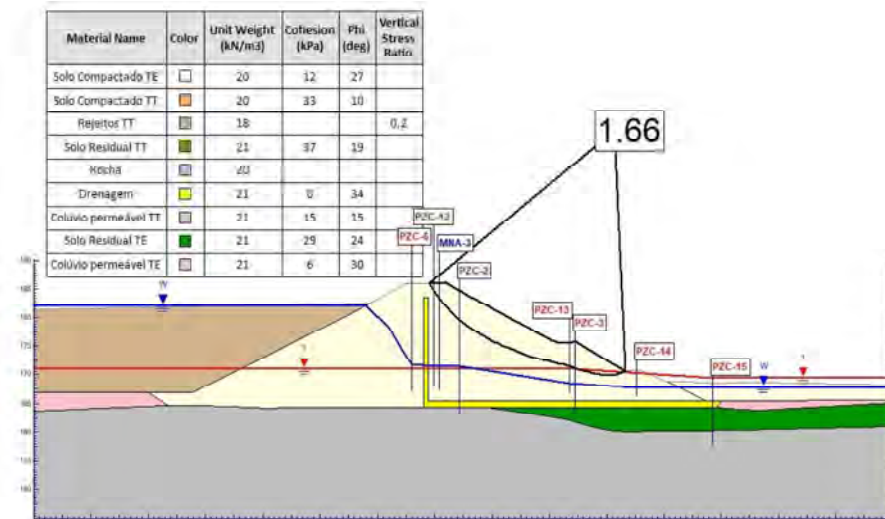 Material Name Color Unit Weight (kN/m3) Cohesion (kPa) Phi (deg) Vertical Stress Ratio
Solo Compactado TE 20 12 27
Solo Compactado TT 20 33 10
Rejeitos TT 18 0.2
Solo Residual TT 21 37 19
Rocha 20
Drenagem 21 0 34
Colúvio permeável TT 21 15 15
Solo Residual TE 21 29 24
Colúvio permeável TE 21 6 30
1.66
PZC-12
PZC-6
MNA-3
PZC-2
PZC-13
PZC-3
PZC-14
PZC-15
W
W